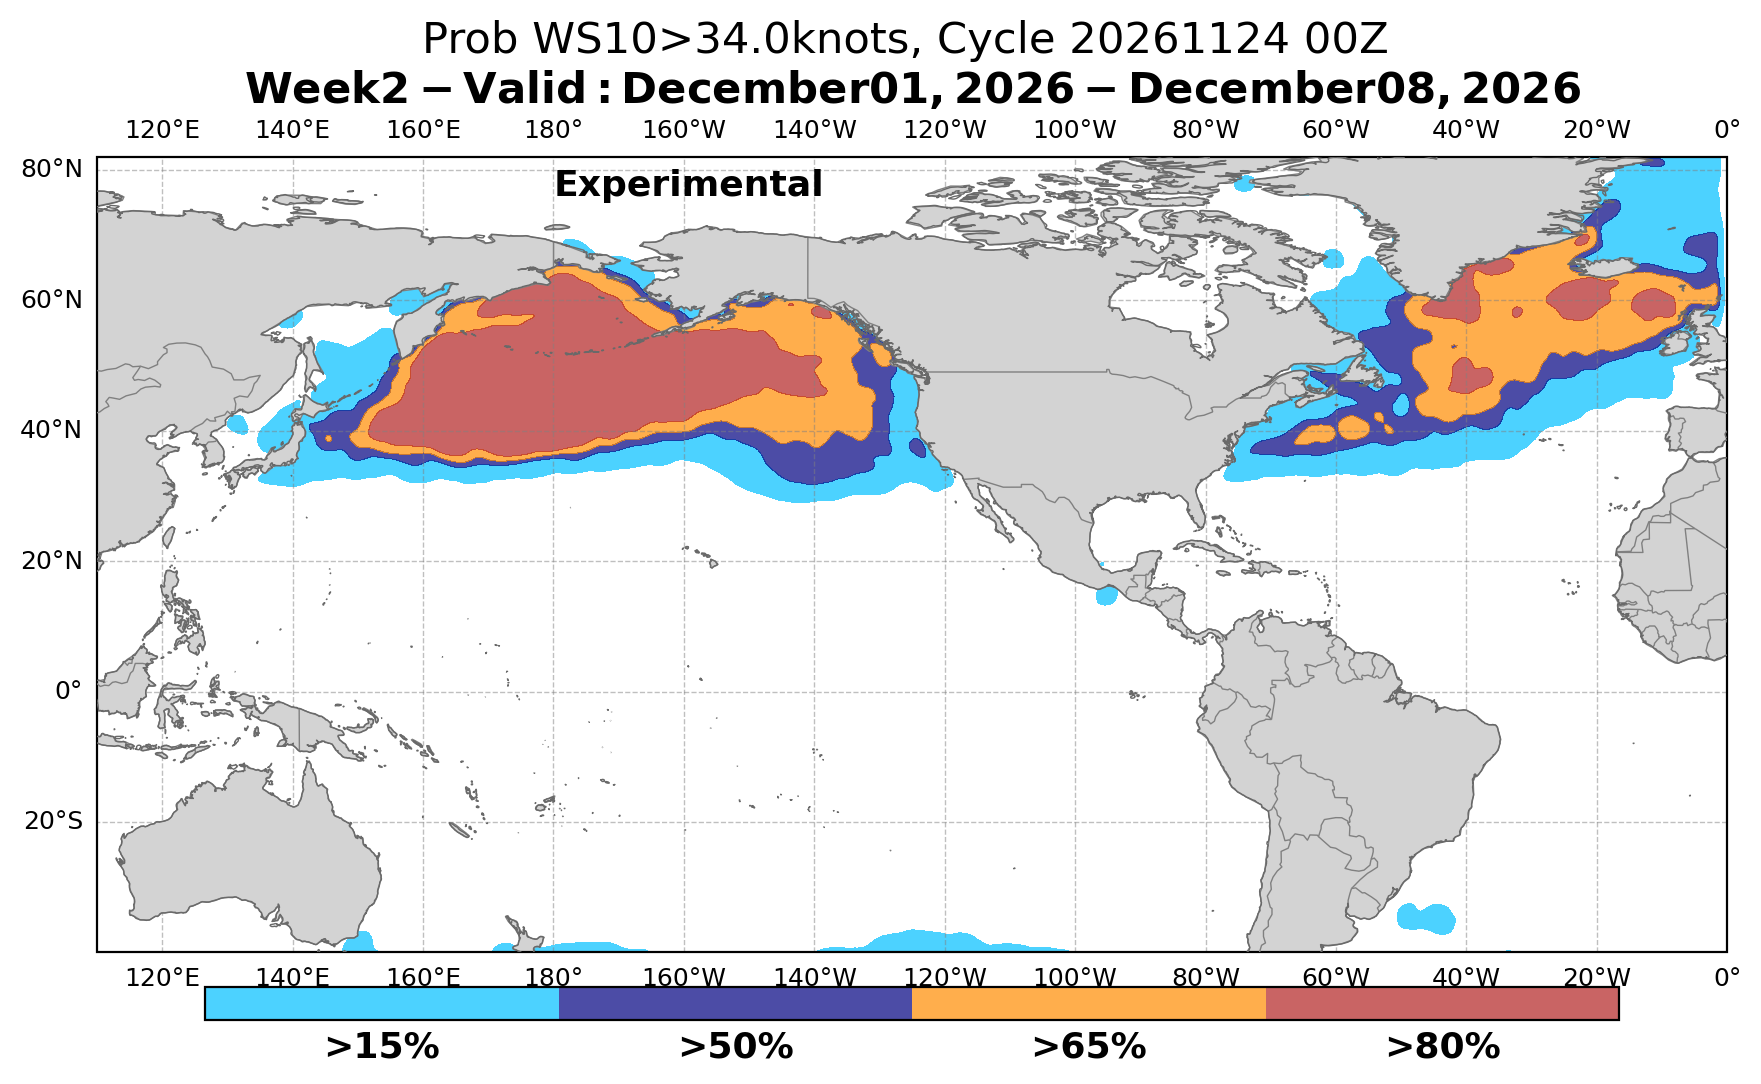 Prob WS10>34.0knots, Cycle 20261124 00Z
Week2 − Valid : December01, 2026 − December08, 2026
120°E 140°E 160°E 180° 160°W 140°W 120°W 100°W 80°W 60°W 40°W 20°W 0°
80°N
Experimental
60°N
40°N
20°N
0°
20°S
120°E 140°E 160°E 180° 160°W 140°W 120°W 100°W 80°W 60°W 40°W 20°W 0°
>15% >50% >65% >80%